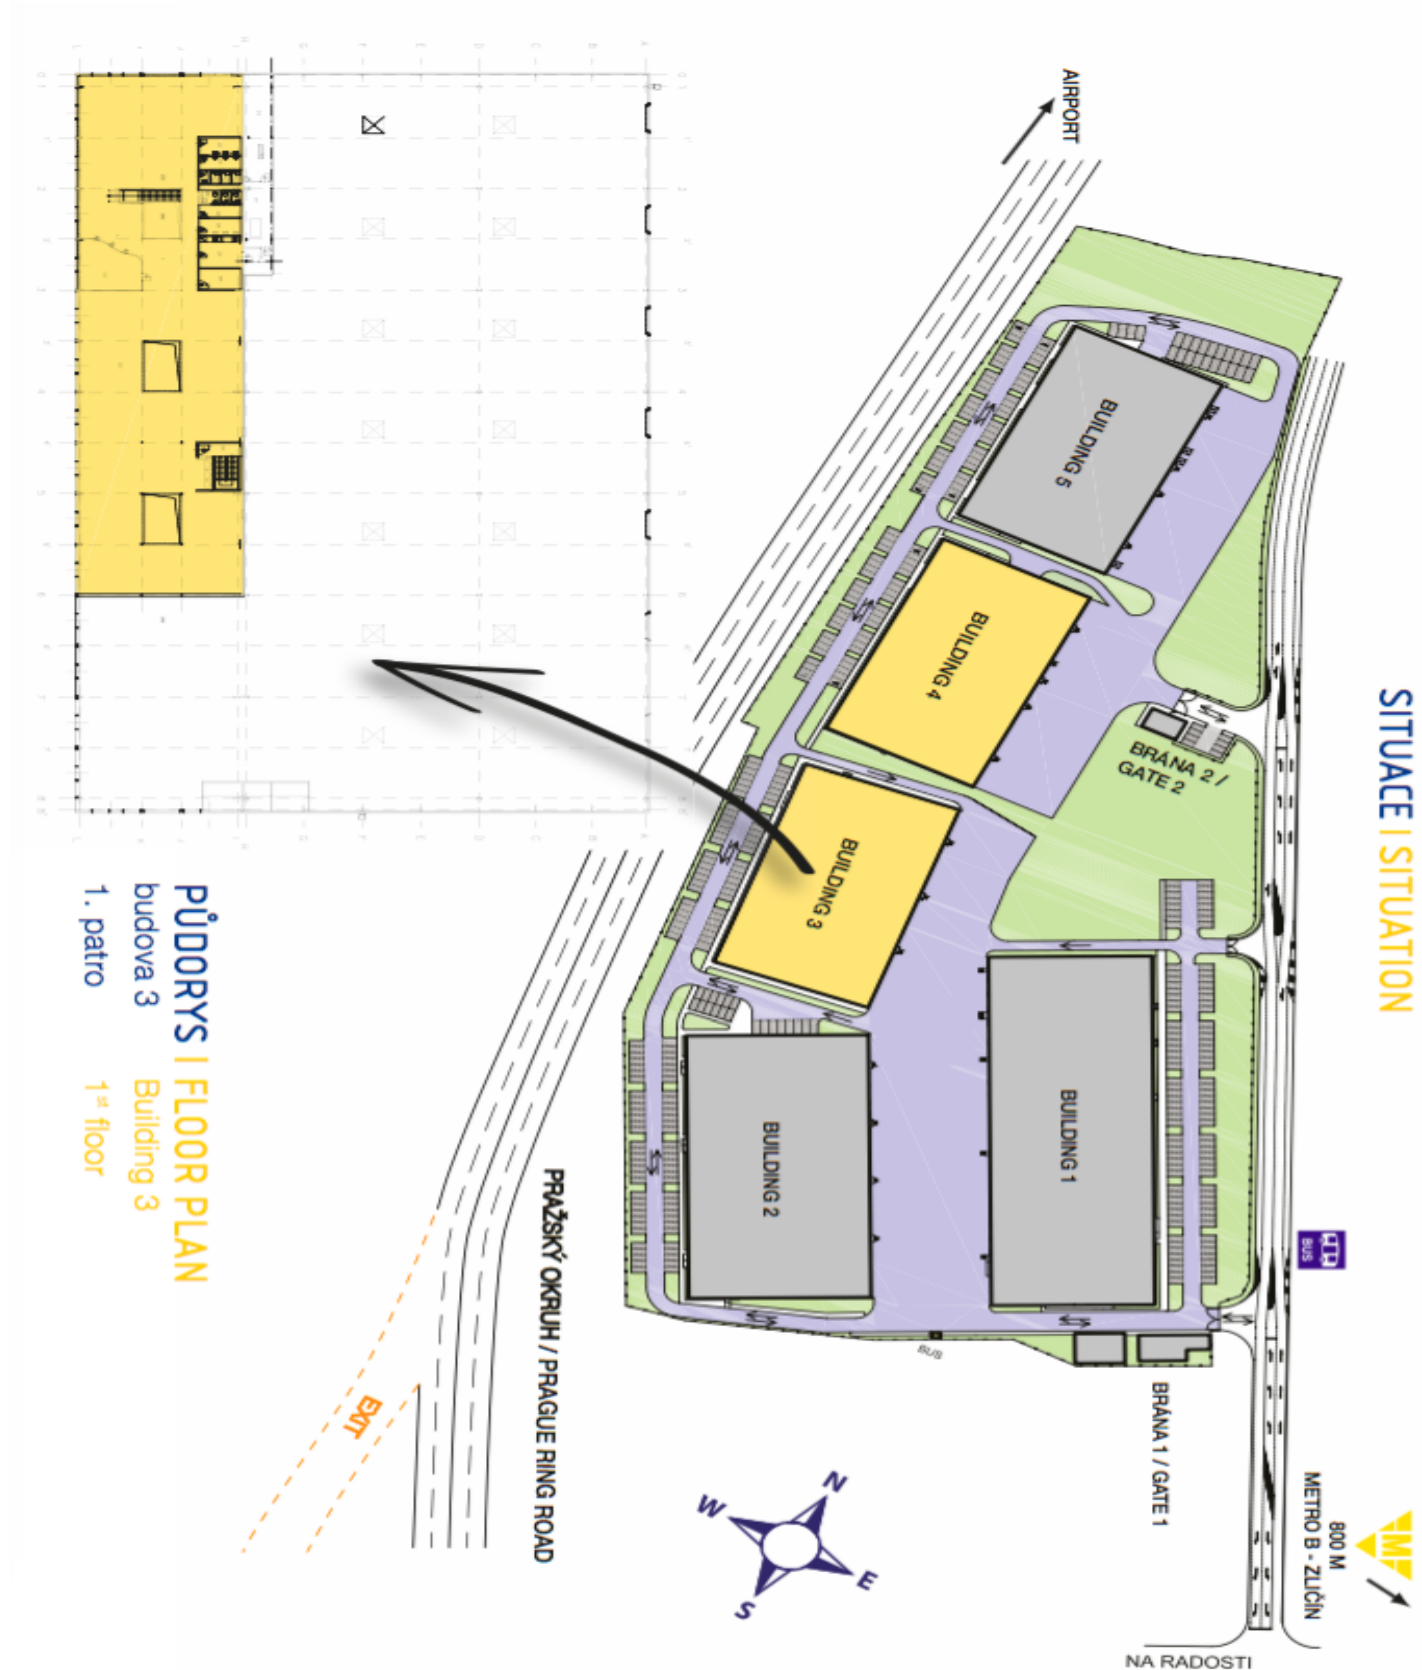 SITUACE | SITUATION
AIRPORT
BUILDING 5
BUILDING 4
BRÁNA 2 /
GATE 2
BUILDING 3
BUILDING 1
BUILDING 2
BUS
BUS
BRÁNA 1 / GATE 1
800 M
METRO B - ZLIČÍN
M
NA RADOSTI
PRAŽSKÝ OKRUH / PRAGUE RING ROAD
EXIT
N
W
E
S
PŮDORYS | FLOOR PLAN
budova 3 Building 3
1. patro 1st floor